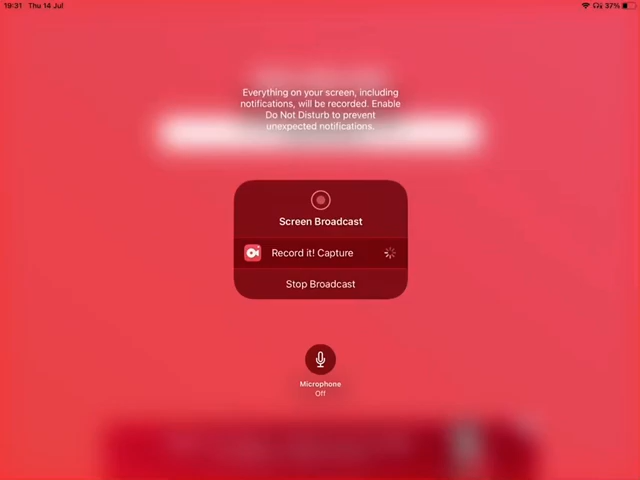 19:31 Thu 14 Jul 37%
Everything on your screen, including
notifications, will be recorded. Enable
Do Not Disturb to prevent
unexpected notifications.
Screen Broadcast
Record it! Capture
Stop Broadcast
Microphone
Off